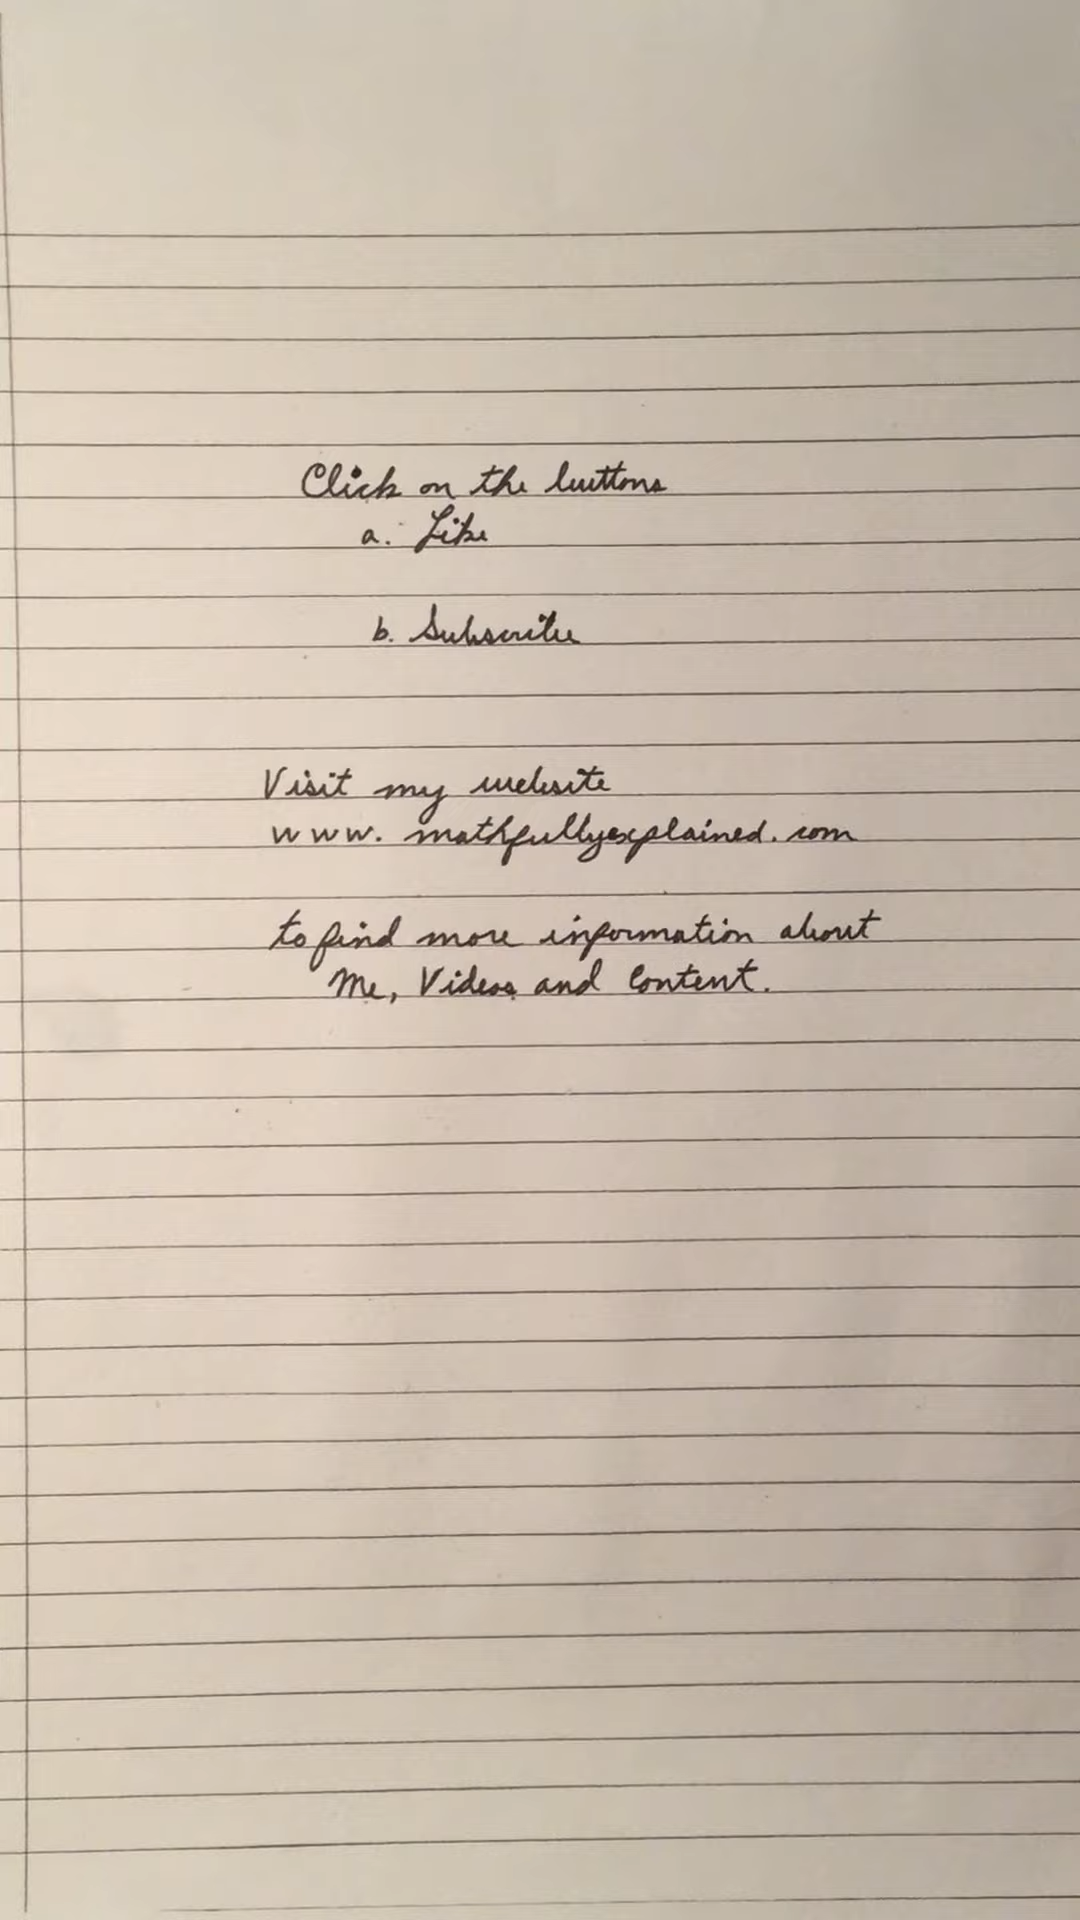 Click on the buttons
a. Like
b. Subscribe
Visit my website
www. mathfullyexplained.com
to find more information about
Me, Videos and Content.